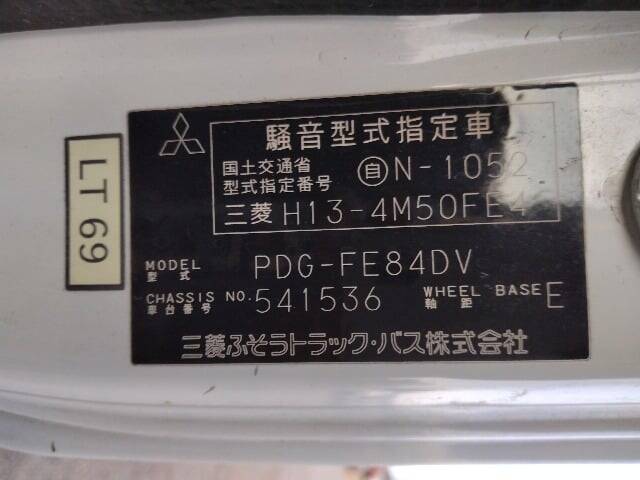 騒音型式指定車
国土交通省
型式指定番号 自N-1052
三菱 H13-4M50FE4
MODEL
型式 PDG-FE84DV
CHASSIS NO.
車台番号 541536
WHEEL BASE
軸距 E
三菱ふそうトラック・バス株式会社
LT 69